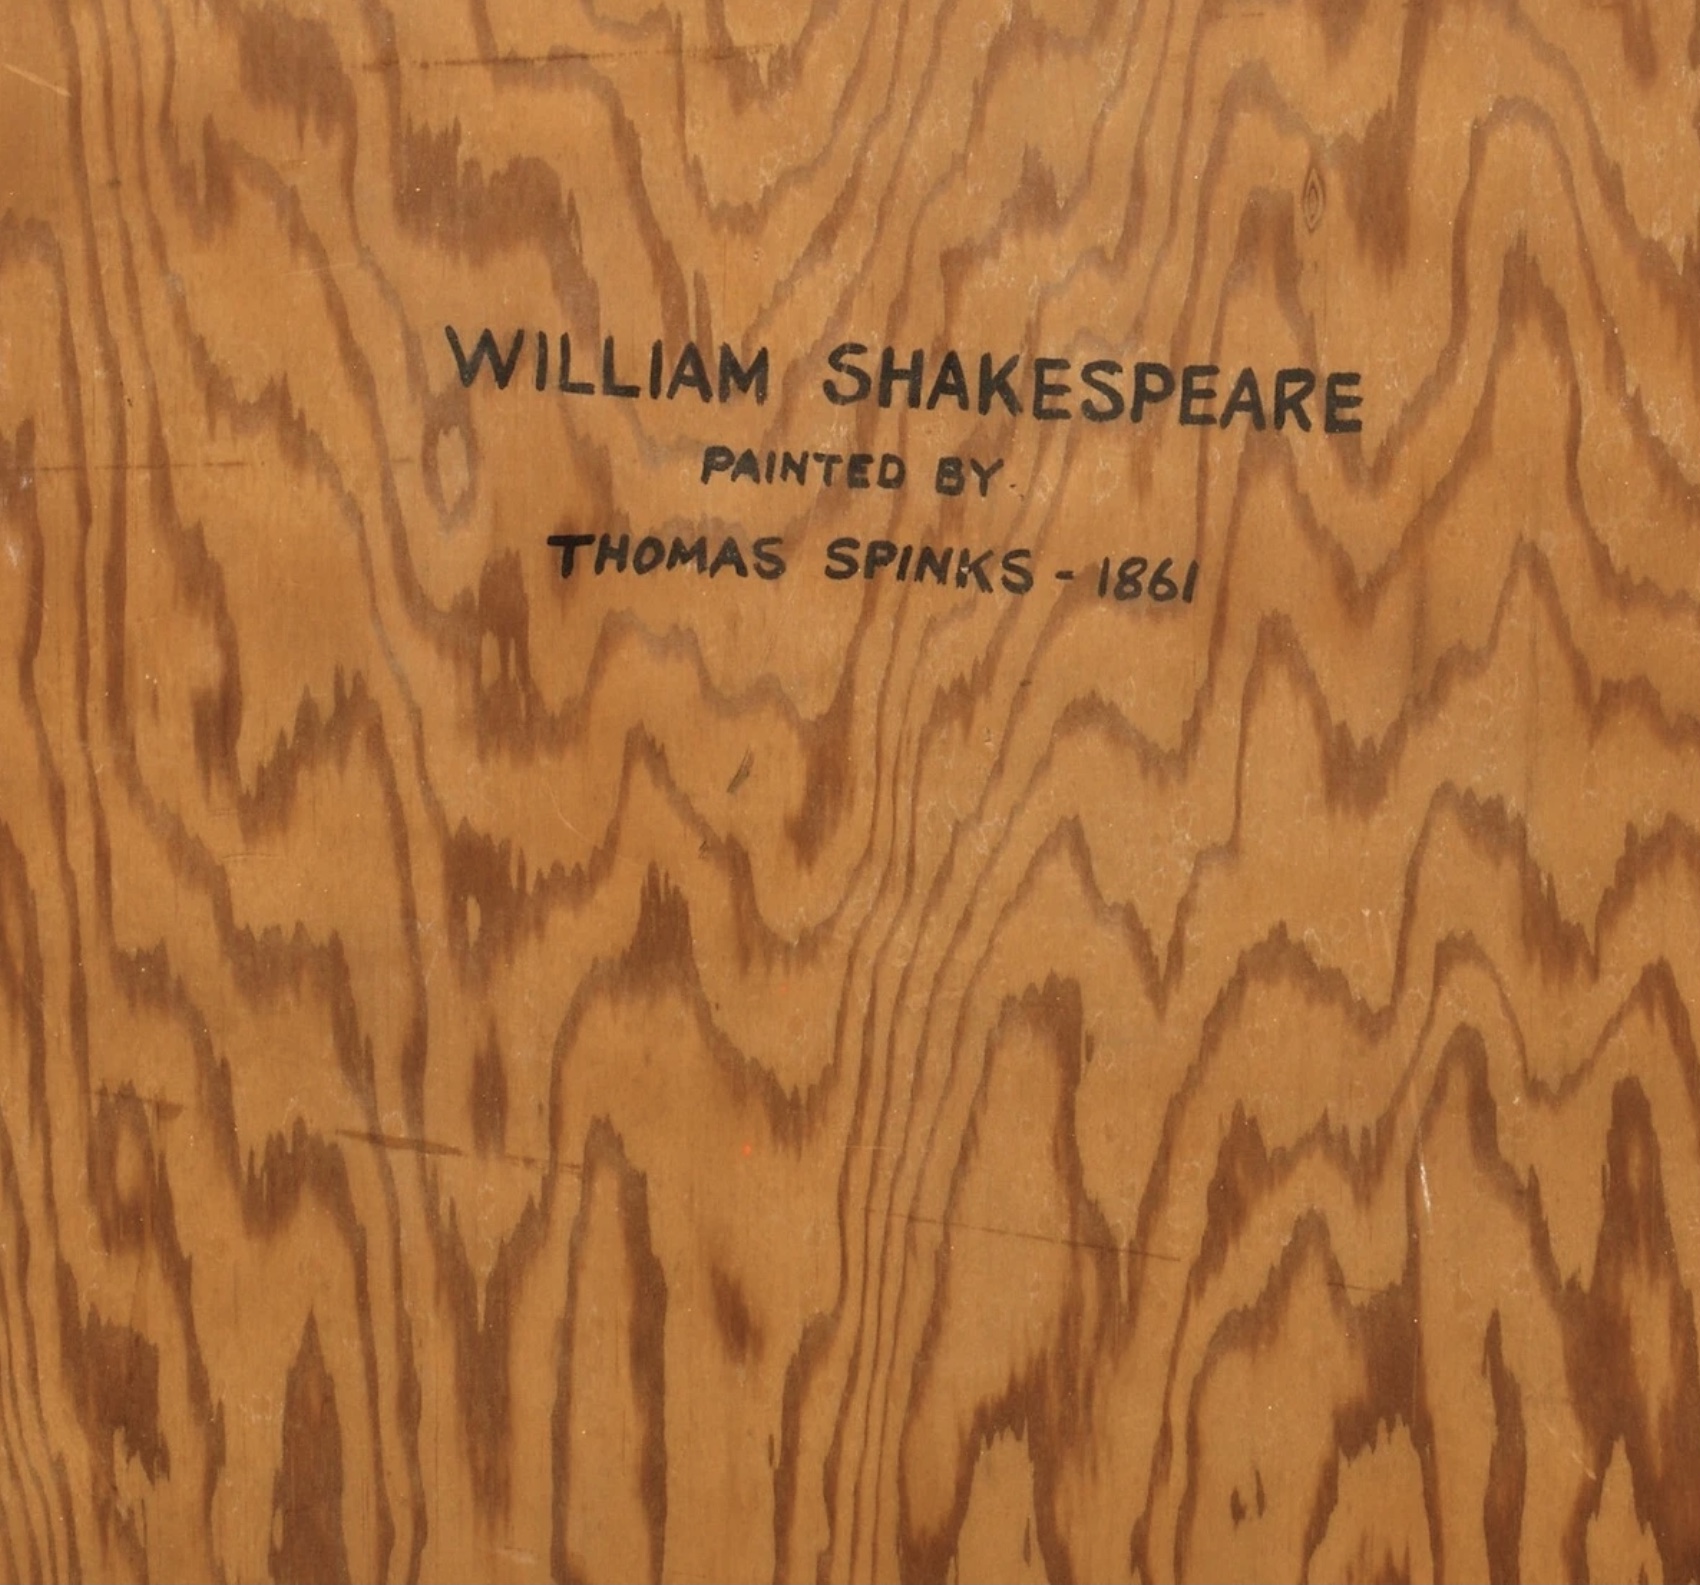 WILLIAM SHAKESPEARE
PAINTED BY
THOMAS SPINKS - 1861